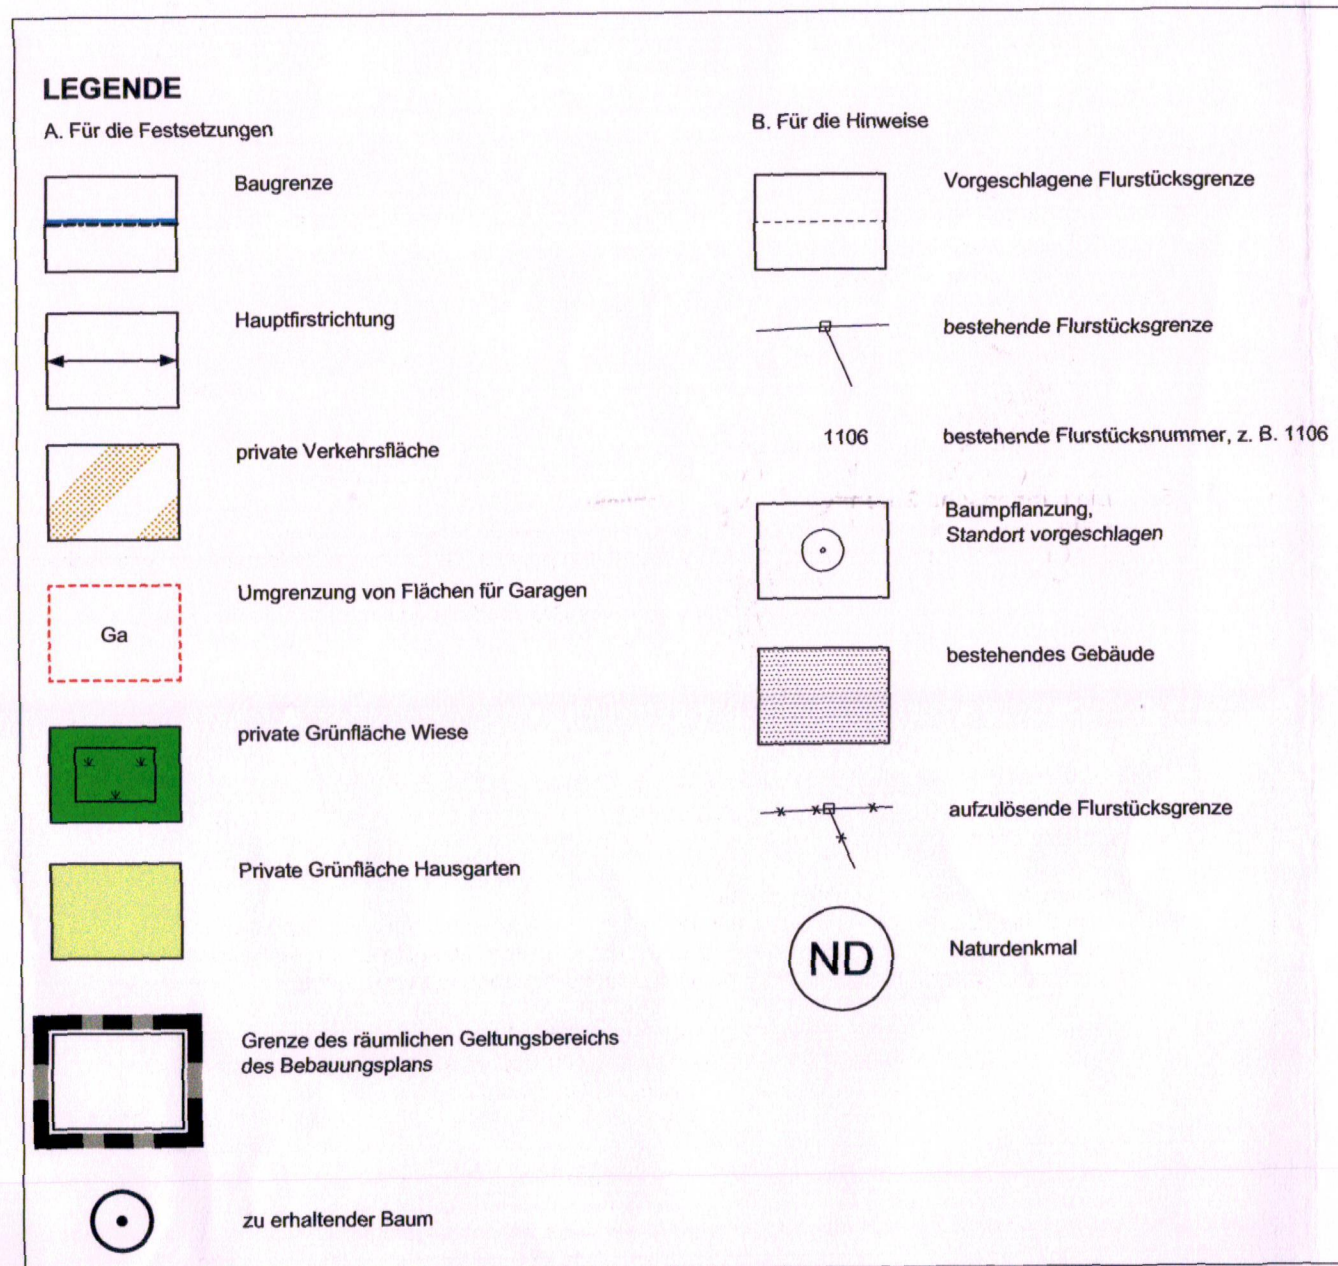 LEGENDE
A. Für die Festsetzungen
Baugrenze
Hauptfirstrichtung
private Verkehrsfläche
Ga
Umgrenzung von Flächen für Garagen
private Grünfläche Wiese
Private Grünfläche Hausgarten
Grenze des räumlichen Geltungsbereichs
des Bebauungsplans
zu erhaltender Baum
B. Für die Hinweise
Vorgeschlagene Flurstücksgrenze
bestehende Flurstücksgrenze
1106
bestehende Flurstücksnummer, z. B. 1106
Baumpflanzung,
Standort vorgeschlagen
bestehendes Gebäude
aufzulösende Flurstücksgrenze
ND
Naturdenkmal